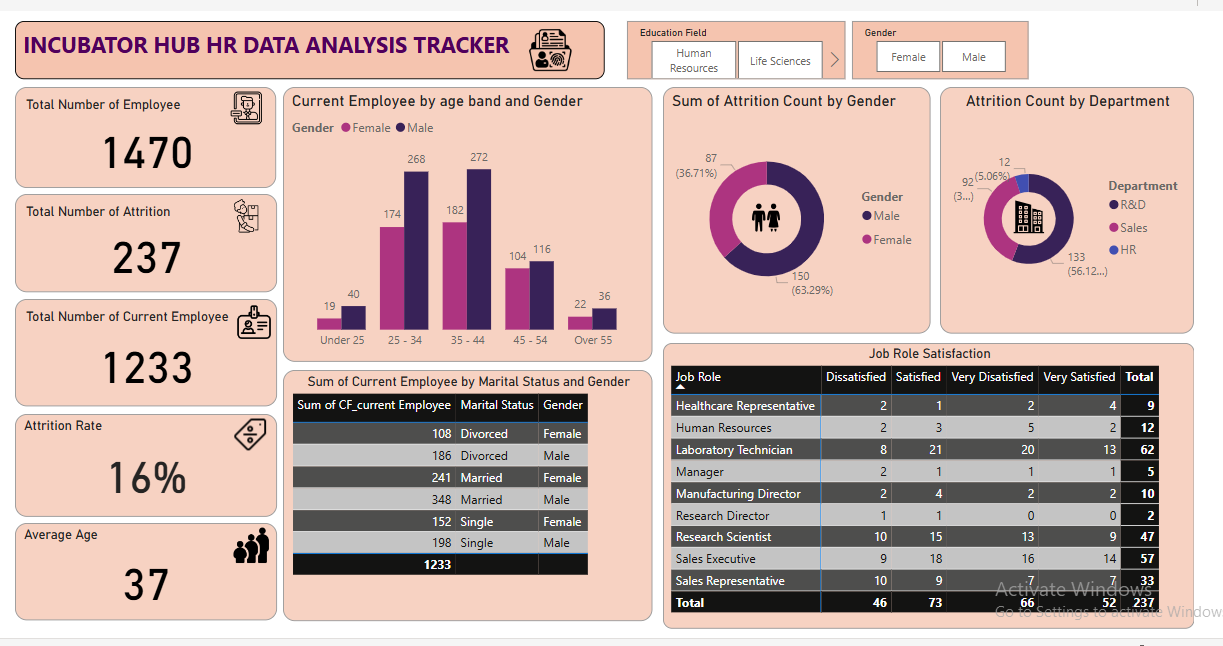 INCUBATOR HUB HR DATA ANALYSIS TRACKER
Education Field
Human
Resources
Life Sciences
Gender
Female
Male
Total Number of Employee
1470
Total Number of Attrition
237
Total Number of Current Employee
1233
Attrition Rate
16%
Average Age
37
Current Employee by age band and Gender
Gender Female Male
19
40
174
268
182
272
104
116
22
36
Under 25
25 - 34
35 - 44
45 - 54
Over 55
Sum of Current Employee by Marital Status and Gender
Sum of CF_current Employee Marital Status Gender
108 Divorced Female
186 Divorced Male
241 Married Female
348 Married Male
152 Single Female
198 Single Male
1233
Sum of Attrition Count by Gender
87
(36.71%)
150
(63.29%)
Gender
Male
Female
Attrition Count by Department
12
(5.06%)
92
(3...)
133
(56.12...)
Department
R&D
Sales
HR
Job Role Satisfaction
Job Role Dissatisfied Satisfied Very Disatisfied Very Satisfied Total
Healthcare Representative 2 1 2 4 9
Human Resources 2 3 5 2 12
Laboratory Technician 8 21 20 13 62
Manager 2 1 1 1 5
Manufacturing Director 2 4 2 2 10
Research Director 1 1 0 0 2
Research Scientist 10 15 13 9 47
Sales Executive 9 18 16 14 57
Sales Representative 10 9 7 7 33
Total 46 73 66 52 237
Activate Windows
Go to Settings to activate Window